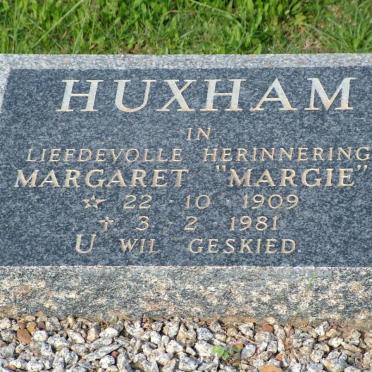 HUXHAM
IN
LIEFDEVOLLE HERINNERING
MARGARET "MARGIE"
☆ 22 · 10 · 1909
✝ 3 · 2 · 1981
U WIL GESKIED